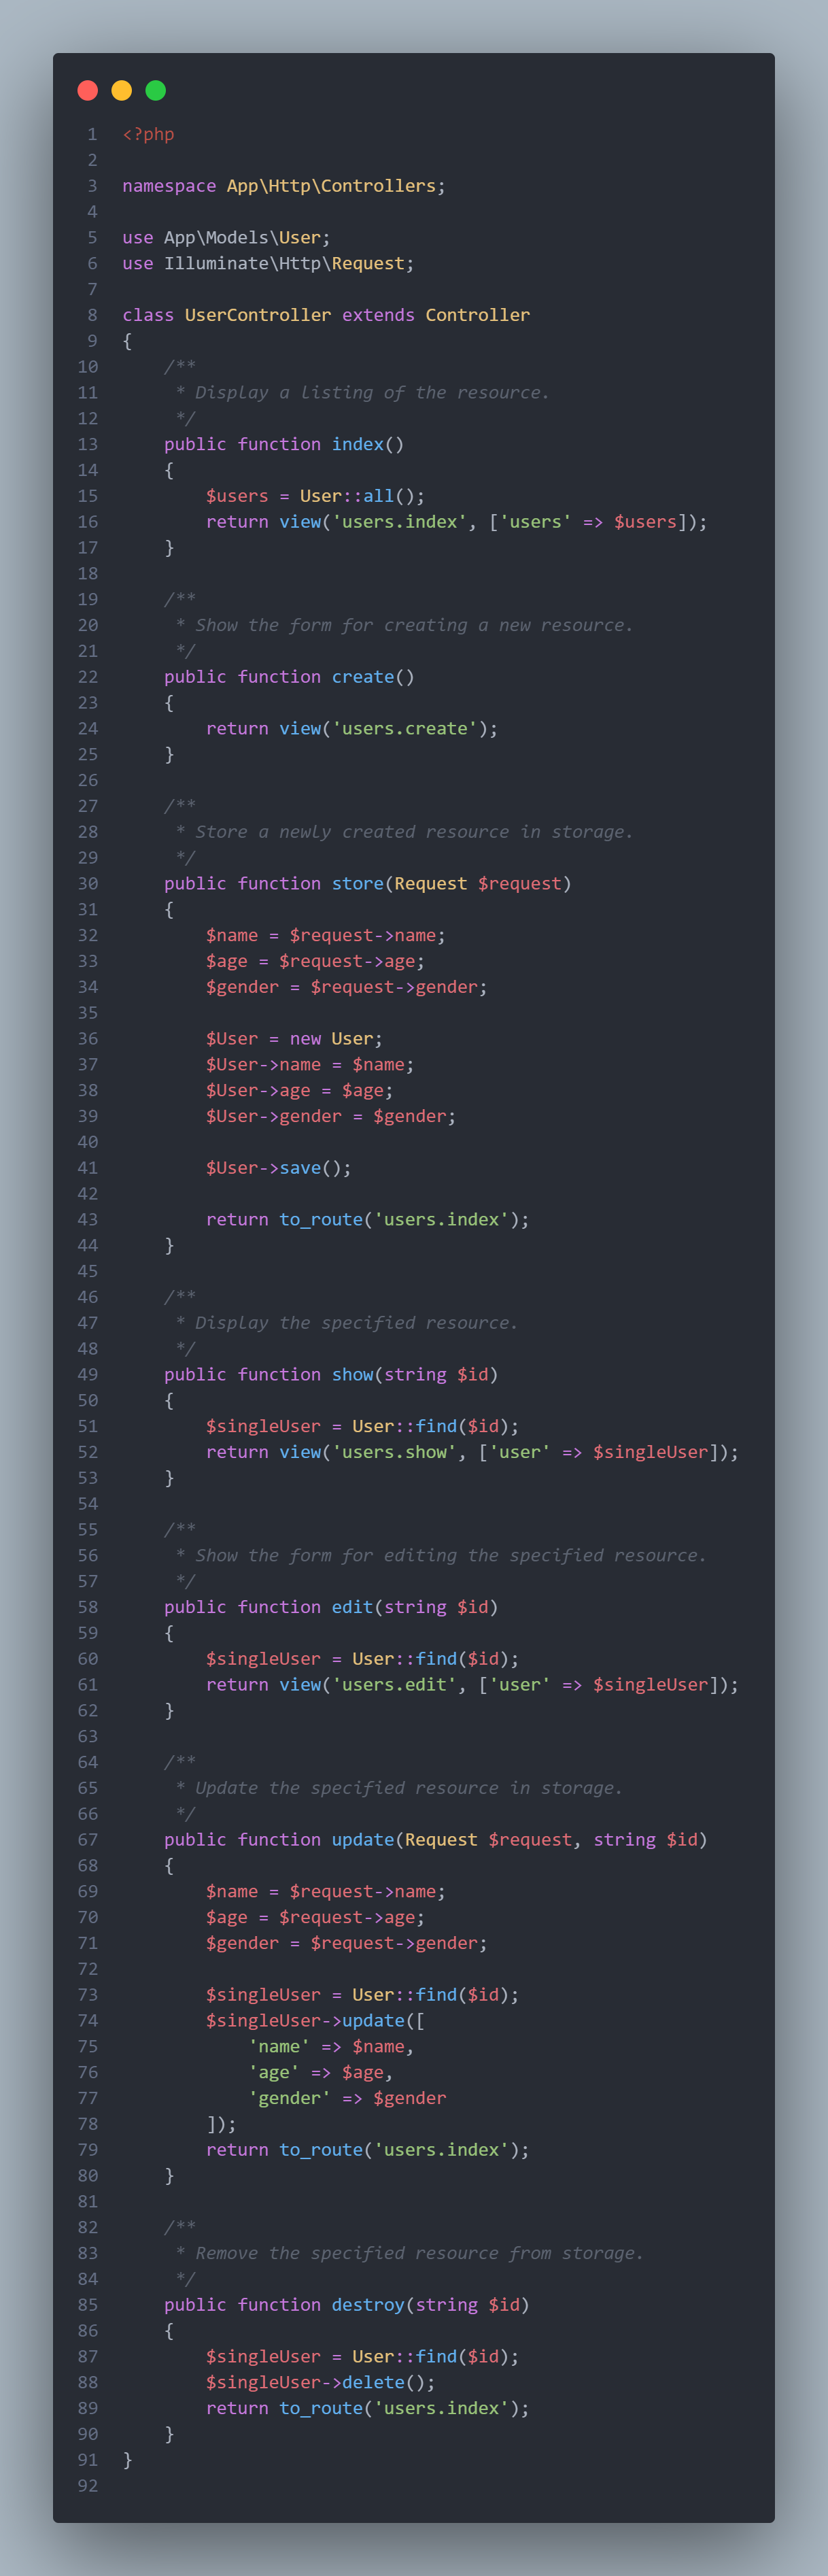 1 <?php
2
3 namespace App\Http\Controllers;
4
5 use App\Models\User;
6 use Illuminate\Http\Request;
7
8 class UserController extends Controller
9 {
10     /**
11      * Display a listing of the resource.
12      */
13     public function index()
14     {
15         $users = User::all();
16         return view('users.index', ['users' => $users]);
17     }
18
19     /**
20      * Show the form for creating a new resource.
21      */
22     public function create()
23     {
24         return view('users.create');
25     }
26
27     /**
28      * Store a newly created resource in storage.
29      */
30     public function store(Request $request)
31     {
32         $name = $request->name;
33         $age = $request->age;
34         $gender = $request->gender;
35
36         $User = new User;
37         $User->name = $name;
38         $User->age = $age;
39         $User->gender = $gender;
40
41         $User->save();
42
43         return to_route('users.index');
44     }
45
46     /**
47      * Display the specified resource.
48      */
49     public function show(string $id)
50     {
51         $singleUser = User::find($id);
52         return view('users.show', ['user' => $singleUser]);
53     }
54
55     /**
56      * Show the form for editing the specified resource.
57      */
58     public function edit(string $id)
59     {
60         $singleUser = User::find($id);
61         return view('users.edit', ['user' => $singleUser]);
62     }
63
64     /**
65      * Update the specified resource in storage.
66      */
67     public function update(Request $request, string $id)
68     {
69         $name = $request->name;
70         $age = $request->age;
71         $gender = $request->gender;
72
73         $singleUser = User::find($id);
74         $singleUser->update([
75             'name' => $name,
76             'age' => $age,
77             'gender' => $gender
78         ]);
79         return to_route('users.index');
80     }
81
82     /**
83      * Remove the specified resource from storage.
84      */
85     public function destroy(string $id)
86     {
87         $singleUser = User::find($id);
88         $singleUser->delete();
89         return to_route('users.index');
90     }
91 }
92